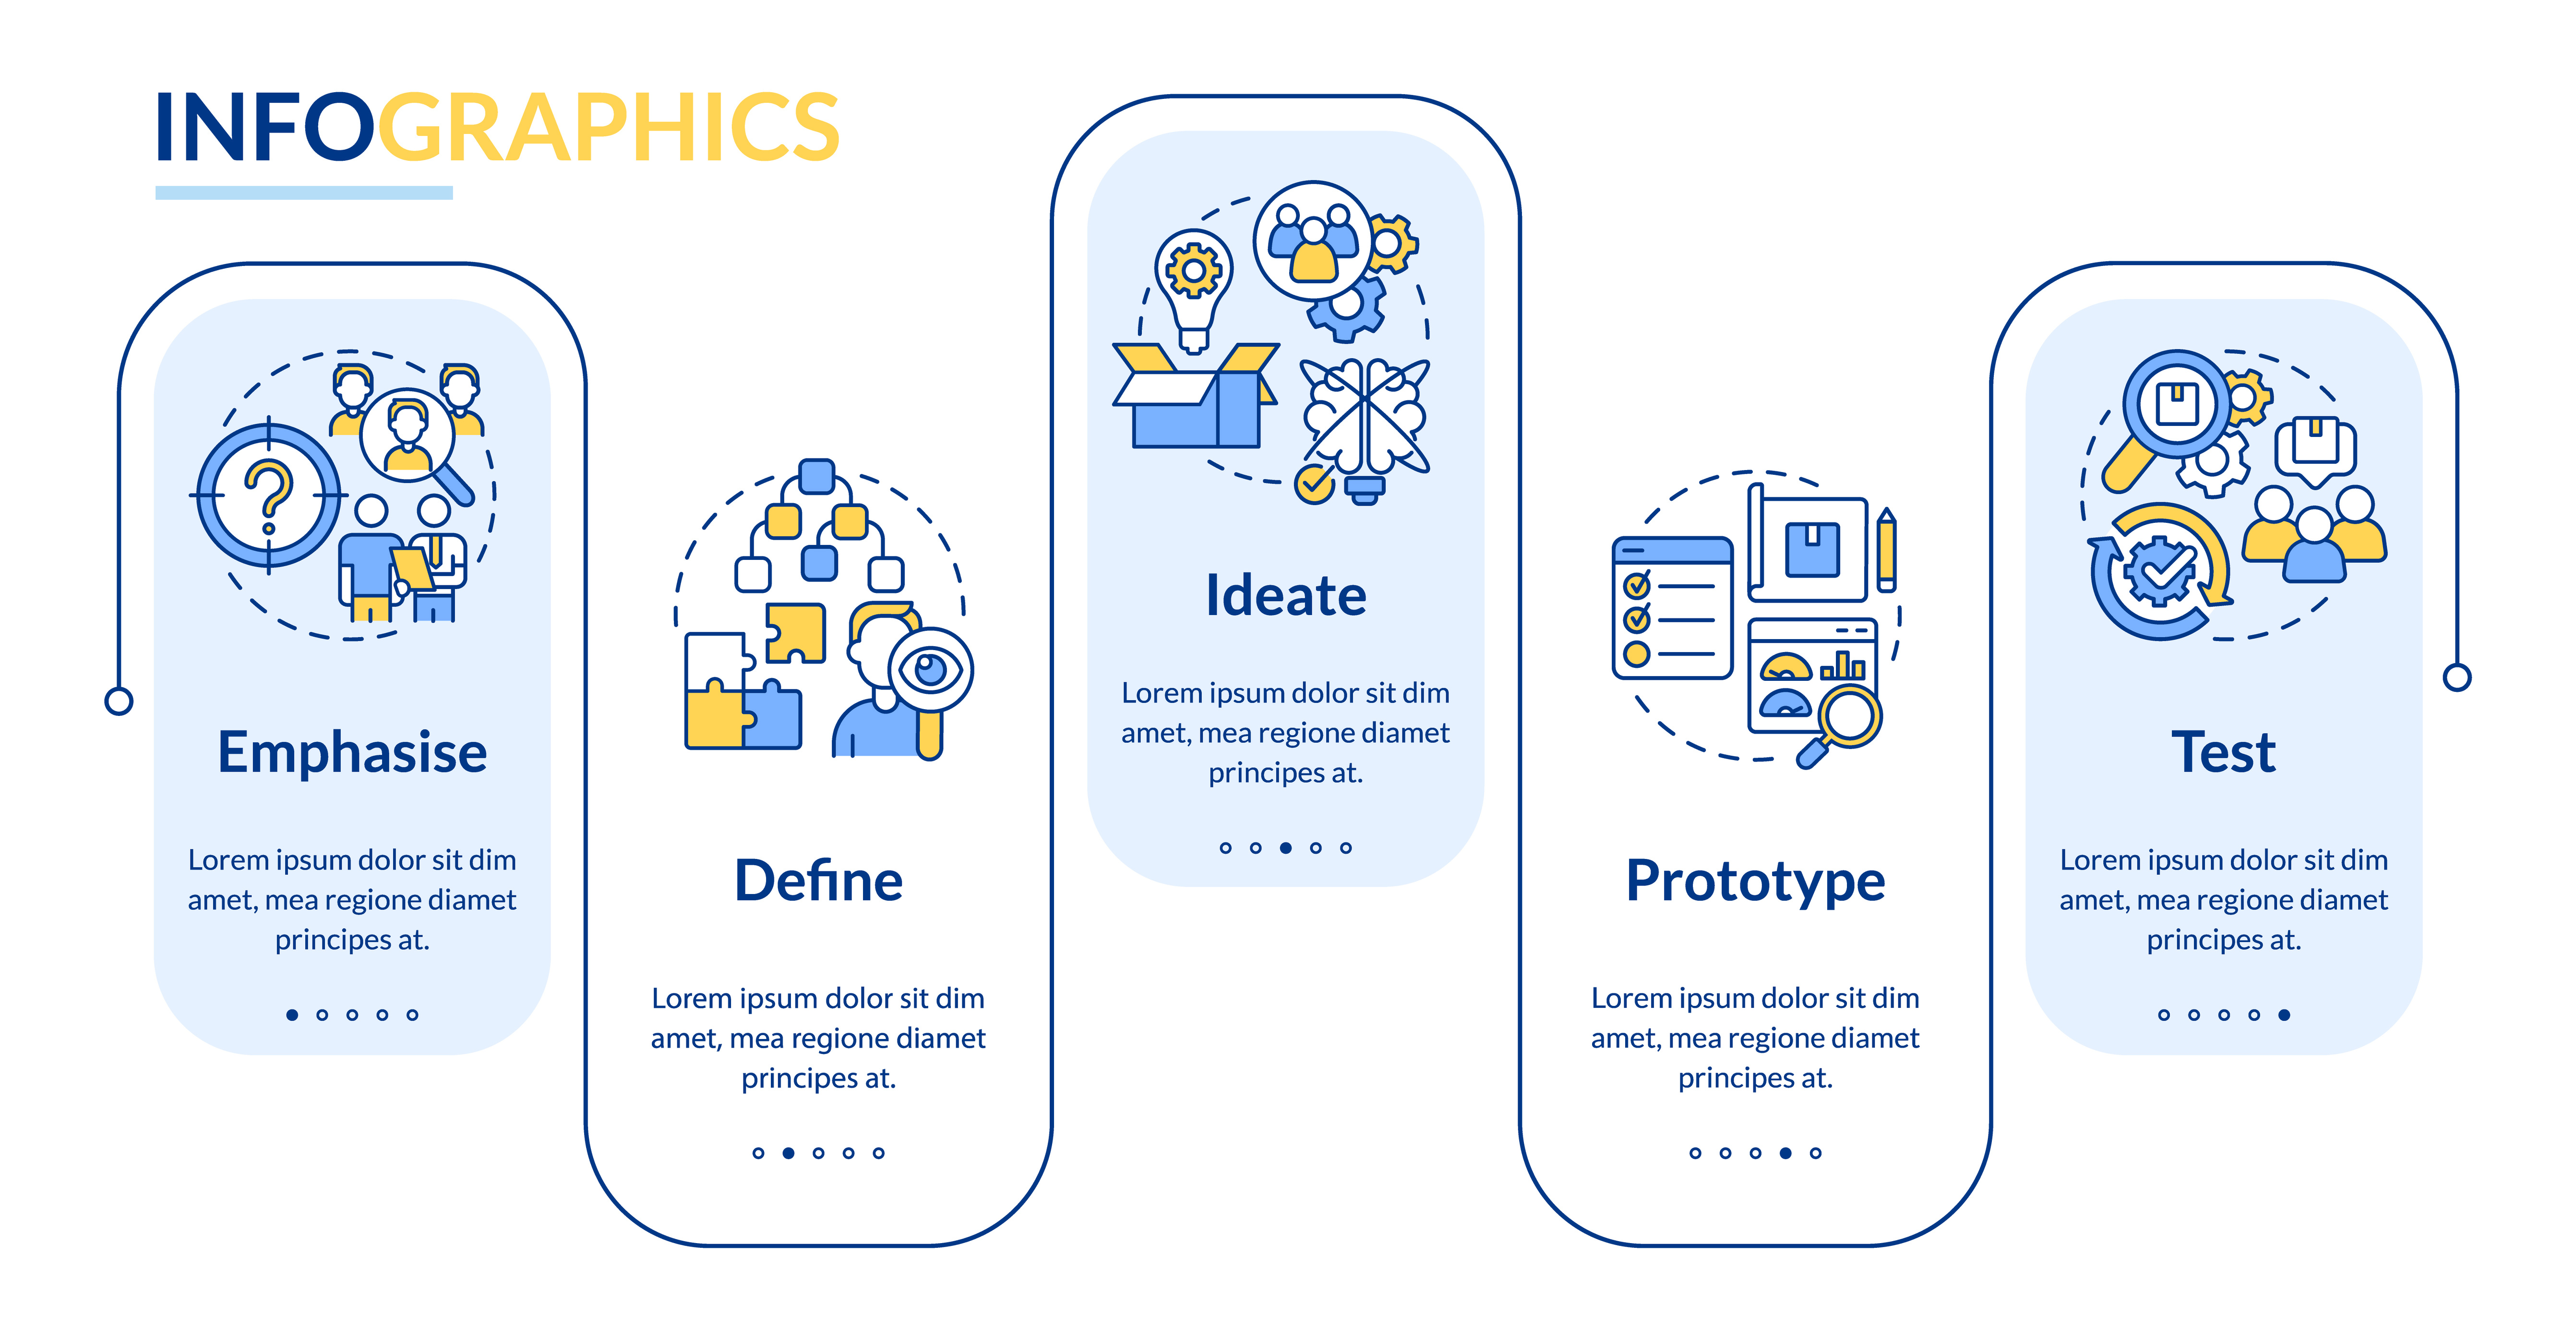 INFOGRAPHICS
Emphasise
Lorem ipsum dolor sit dim
amet, mea regione diamet
principes at.
Define
Lorem ipsum dolor sit dim
amet, mea regione diamet
principes at.
Ideate
Lorem ipsum dolor sit dim
amet, mea regione diamet
principes at.
Prototype
Lorem ipsum dolor sit dim
amet, mea regione diamet
principes at.
Test
Lorem ipsum dolor sit dim
amet, mea regione diamet
principes at.